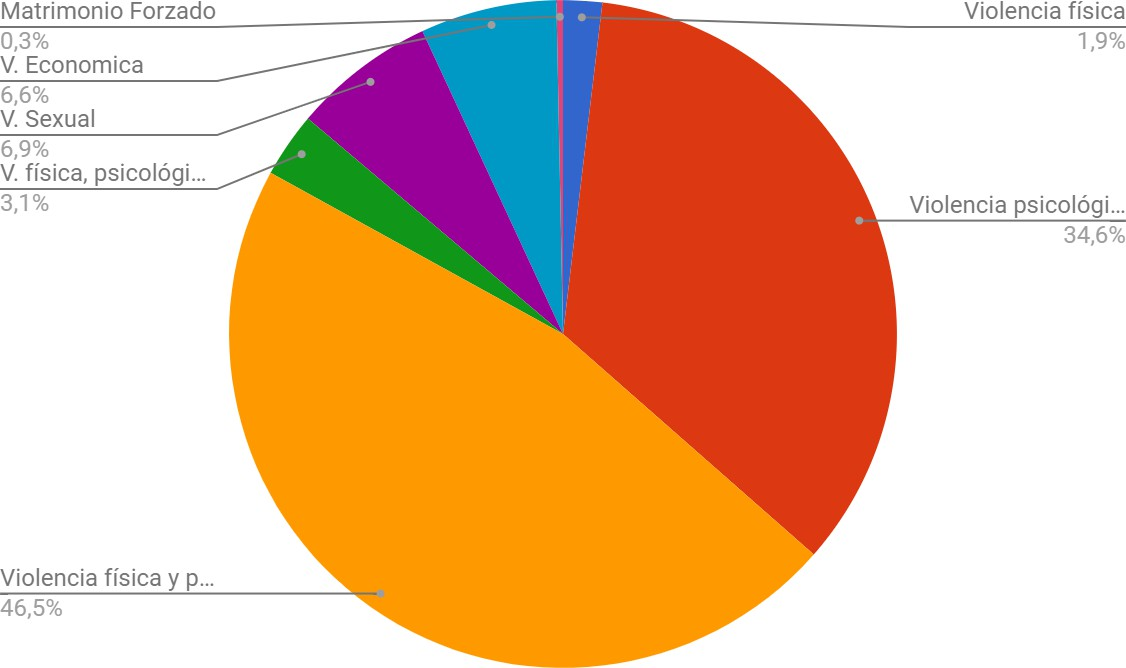 Matrimonio Forzado
0,3%
V. Economica
6,6%
V. Sexual
6,9%
V. física, psicológi...
3,1%
Violencia física y p...
46,5%
Violencia física
1,9%
Violencia psicológi...
34,6%